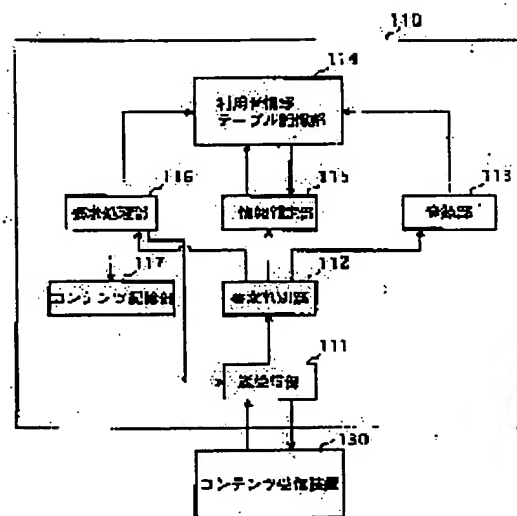 110
114
利用者情報
テーブル記憶部
116
115
113
要求処理部
情報推定部
登録部
117
112
コンテンツ記憶部
要求判別部
111
送受信部
130
コンテンツ受信装置